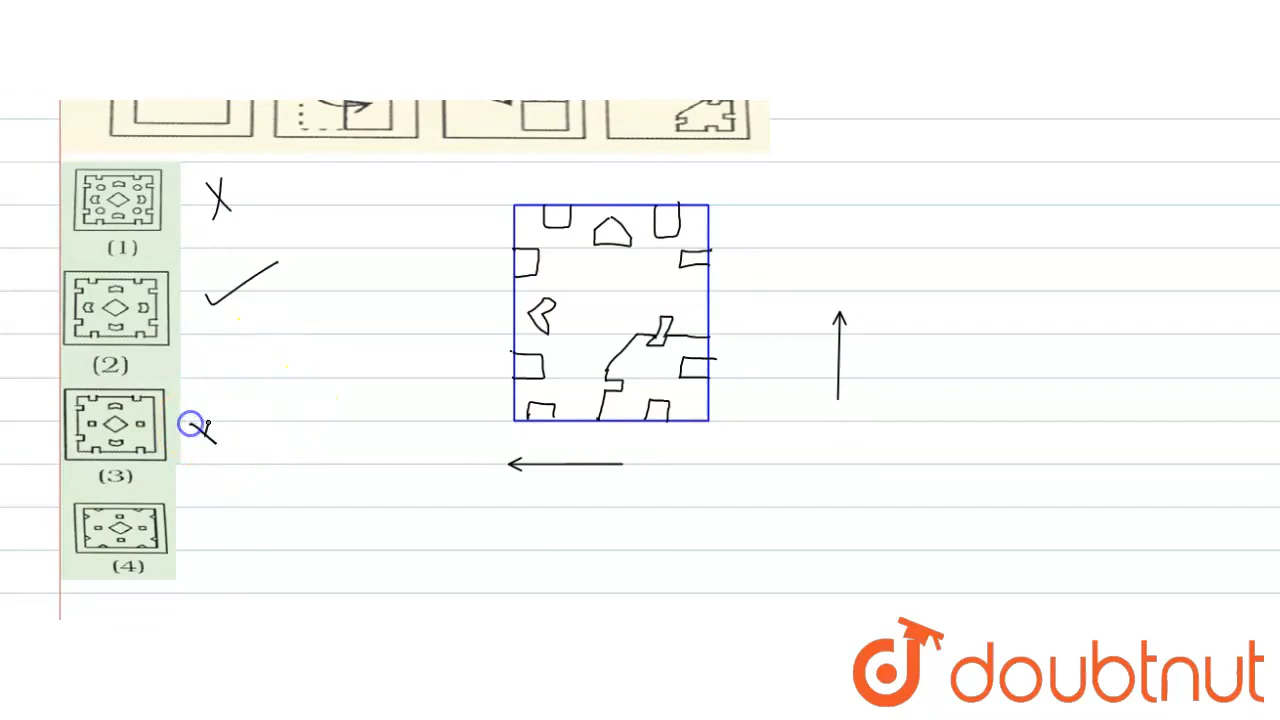 (1)
(2)
(3)
(4)
doubtnut